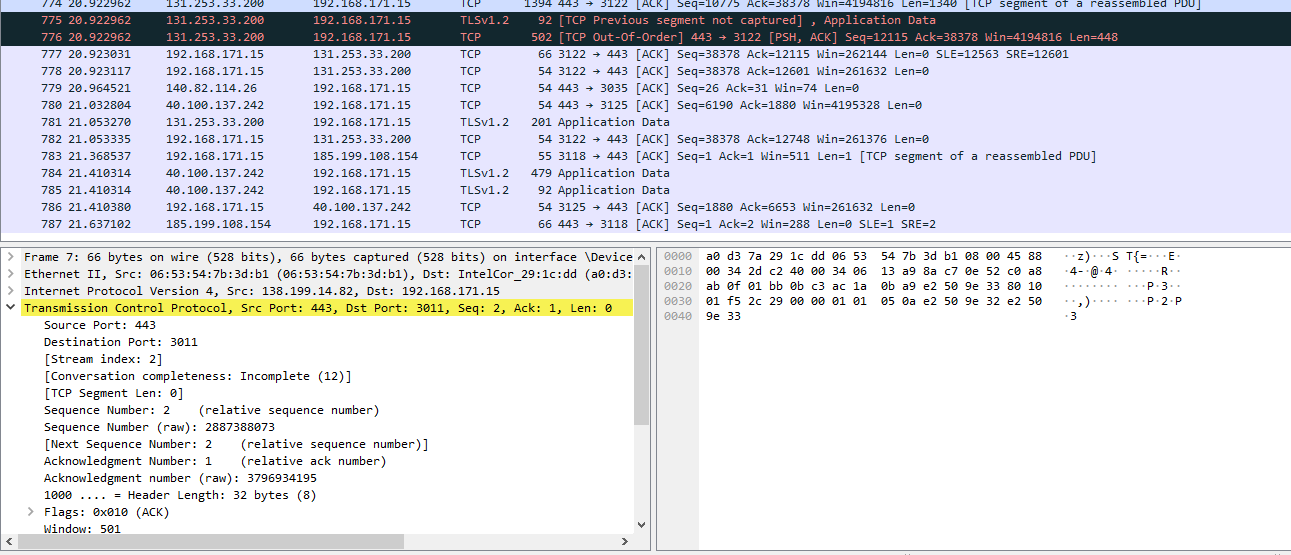 774 20.922962 131.253.33.200 192.168.171.15 TCP 1394 443 → 3122 [ACK] Seq=10775 Ack=38378 Win=4194816 Len=1340 [TCP segment of a reassembled PDU]
775 20.922962 131.253.33.200 192.168.171.15 TLSv1.2 92 [TCP Previous segment not captured] , Application Data
776 20.922962 131.253.33.200 192.168.171.15 TCP 502 [TCP Out-Of-Order] 443 → 3122 [PSH, ACK] Seq=12115 Ack=38378 Win=4194816 Len=448
777 20.923031 192.168.171.15 131.253.33.200 TCP 66 3122 → 443 [ACK] Seq=38378 Ack=12115 Win=262144 Len=0 SLE=12563 SRE=12601
778 20.923117 192.168.171.15 131.253.33.200 TCP 54 3122 → 443 [ACK] Seq=38378 Ack=12601 Win=261632 Len=0
779 20.964521 140.82.114.26 192.168.171.15 TCP 54 443 → 3035 [ACK] Seq=26 Ack=31 Win=74 Len=0
780 21.032804 40.100.137.242 192.168.171.15 TCP 54 443 → 3125 [ACK] Seq=6190 Ack=1880 Win=4195328 Len=0
781 21.053270 131.253.33.200 192.168.171.15 TLSv1.2 201 Application Data
782 21.053335 192.168.171.15 131.253.33.200 TCP 54 3122 → 443 [ACK] Seq=38378 Ack=12748 Win=261376 Len=0
783 21.368537 192.168.171.15 185.199.108.154 TCP 55 3118 → 443 [ACK] Seq=1 Ack=1 Win=511 Len=1 [TCP segment of a reassembled PDU]
784 21.410314 40.100.137.242 192.168.171.15 TLSv1.2 479 Application Data
785 21.410314 40.100.137.242 192.168.171.15 TLSv1.2 92 Application Data
786 21.410380 192.168.171.15 40.100.137.242 TCP 54 3125 → 443 [ACK] Seq=1880 Ack=6653 Win=261632 Len=0
787 21.637102 185.199.108.154 192.168.171.15 TCP 66 443 → 3118 [ACK] Seq=1 Ack=2 Win=288 Len=0 SLE=1 SRE=2
Frame 7: 66 bytes on wire (528 bits), 66 bytes captured (528 bits) on interface \Device
Ethernet II, Src: 06:53:54:7b:3d:b1 (06:53:54:7b:3d:b1), Dst: IntelCor_29:1c:dd (a0:d3:
Internet Protocol Version 4, Src: 138.199.14.82, Dst: 192.168.171.15
Transmission Control Protocol, Src Port: 443, Dst Port: 3011, Seq: 2, Ack: 1, Len: 0
Source Port: 443
Destination Port: 3011
[Stream index: 2]
[Conversation completeness: Incomplete (12)]
[TCP Segment Len: 0]
Sequence Number: 2 (relative sequence number)
Sequence Number (raw): 2887388073
[Next Sequence Number: 2 (relative sequence number)]
Acknowledgment Number: 1 (relative ack number)
Acknowledgment number (raw): 3796934195
1000 .... = Header Length: 32 bytes (8)
Flags: 0x010 (ACK)
Window: 501
0000 a0 d3 7a 29 1c dd 06 53 54 7b 3d b1 08 00 45 88 ··z)···S T{=···E·
0010 00 34 2d c2 40 00 34 06 13 a9 8a c7 0e 52 c0 a8 ·4-·@·4· ·····R··
0020 ab 0f 01 bb 0b c3 ac 1a 0b a9 e2 50 9e 33 80 10 ········ ···P·3··
0030 01 f5 2c 29 00 00 01 01 05 0a e2 50 9e 32 e2 50 ··,)···· ···P·2·P
0040 9e 33 ·3